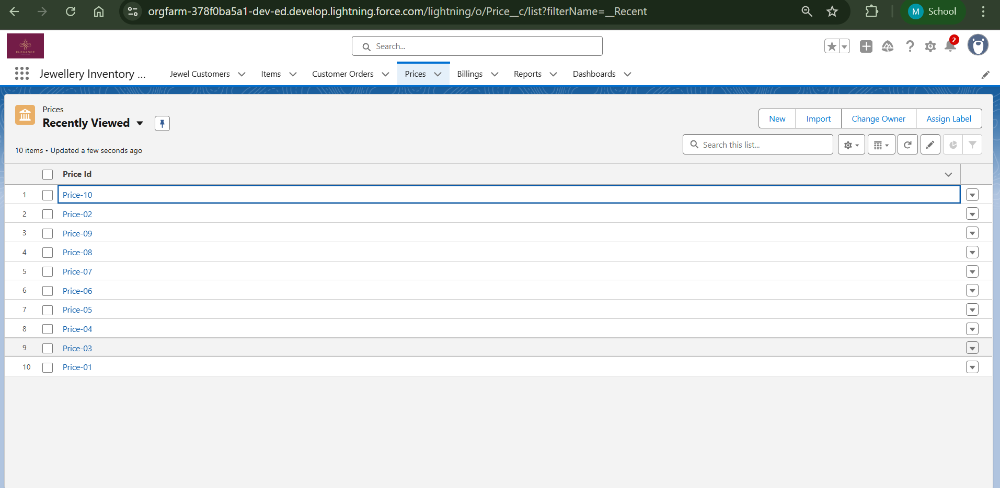 orgfarm-378f0ba5a1-dev-ed.develop.lightning.force.com/lightning/o/Price__c/list?filterName=__Recent
M School
ELEGANCE
Search...
2
Jewellery Inventory ... Jewel Customers Items Customer Orders Prices Billings Reports Dashboards
Prices
Recently Viewed
New Import Change Owner Assign Label
10 items • Updated a few seconds ago
Search this list...
Price Id
1 Price-10
2 Price-02
3 Price-09
4 Price-08
5 Price-07
6 Price-06
7 Price-05
8 Price-04
9 Price-03
10 Price-01